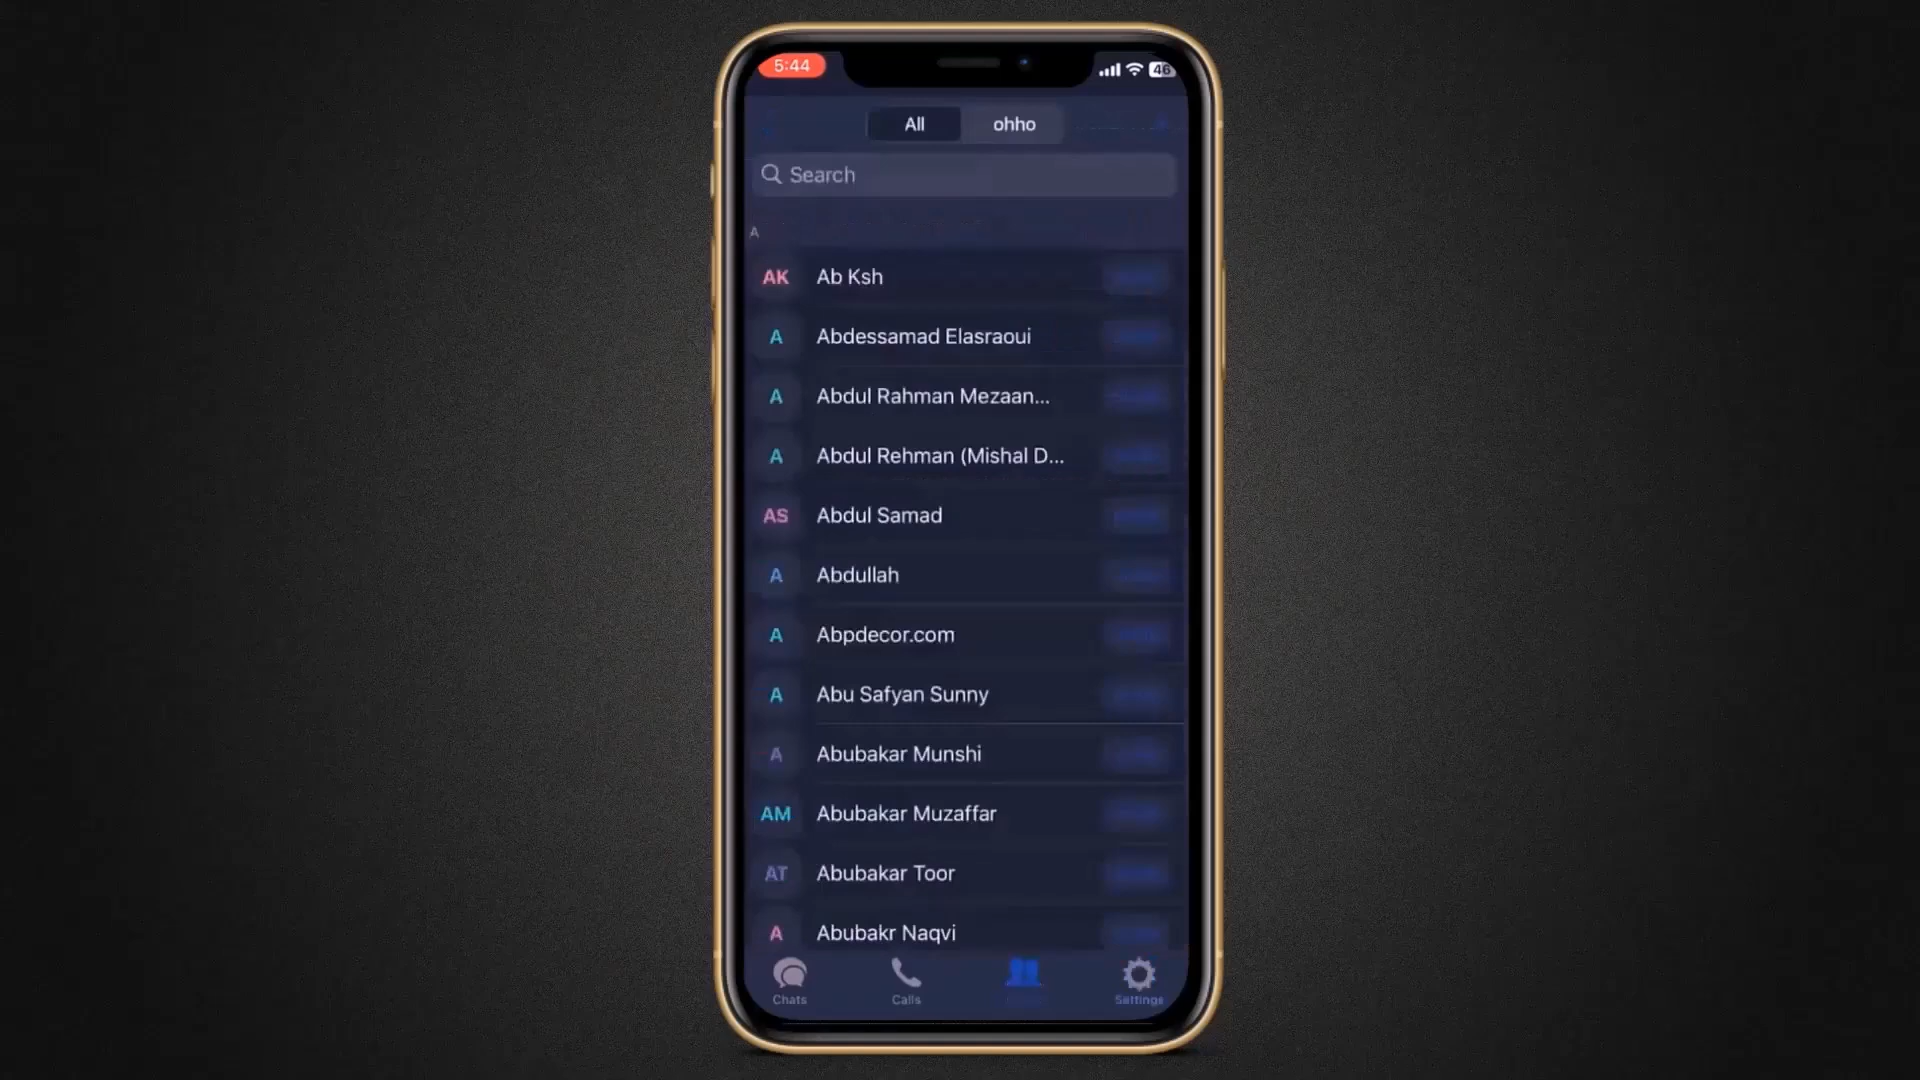 5:44
46
All
ohho
Search
A
AK
Ab Ksh
A
Abdessamad Elasraoui
A
Abdul Rahman Mezaan...
A
Abdul Rehman (Mishal D...
AS
Abdul Samad
A
Abdullah
A
Abpdecor.com
A
Abu Safyan Sunny
A
Abubakar Munshi
AM
Abubakar Muzaffar
AT
Abubakar Toor
A
Abubakr Naqvi
Chats
Calls
Settings